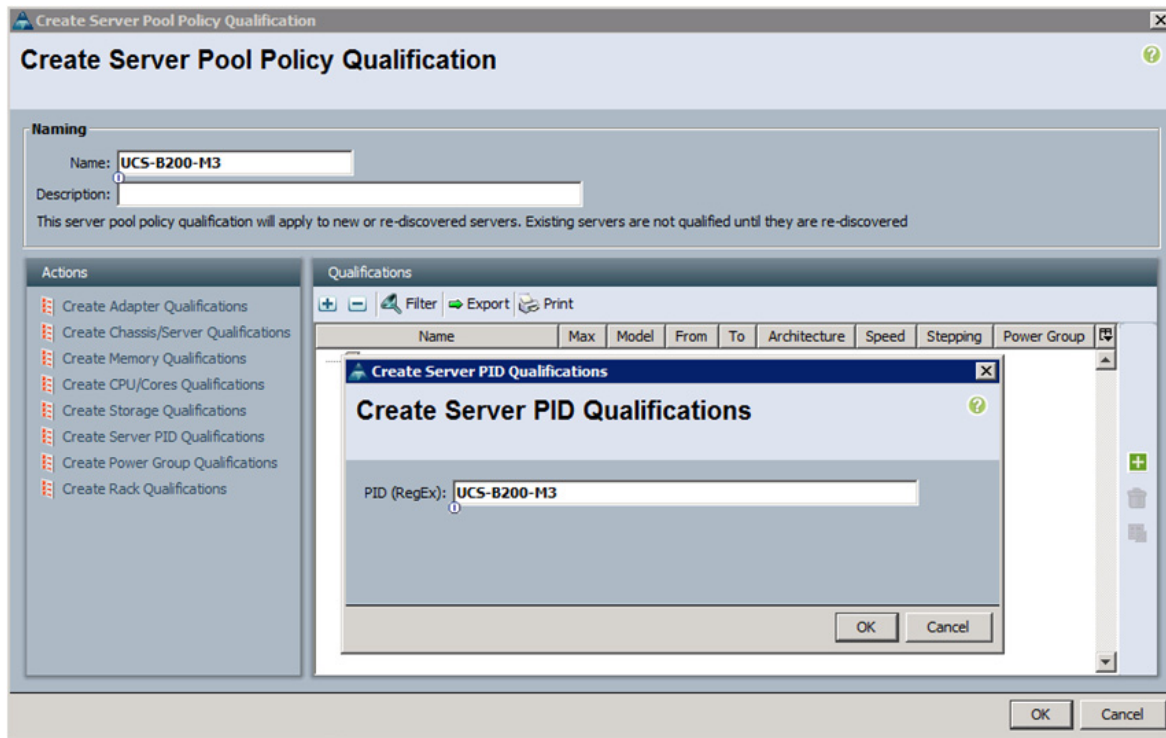 Create Server Pool Policy Qualification
Create Server Pool Policy Qualification
Naming
Name: UCS-B200-M3
Description:
This server pool policy qualification will apply to new or re-discovered servers. Existing servers are not qualified until they are re-discovered
Actions
Create Adapter Qualifications
Create Chassis/Server Qualifications
Create Memory Qualifications
Create CPU/Cores Qualifications
Create Storage Qualifications
Create Server PID Qualifications
Create Power Group Qualifications
Create Rack Qualifications
Qualifications
Filter Export Print
Name Max Model From To Architecture Speed Stepping Power Group
Create Server PID Qualifications
Create Server PID Qualifications
PID (RegEx): UCS-B200-M3
OK Cancel
OK Cancel